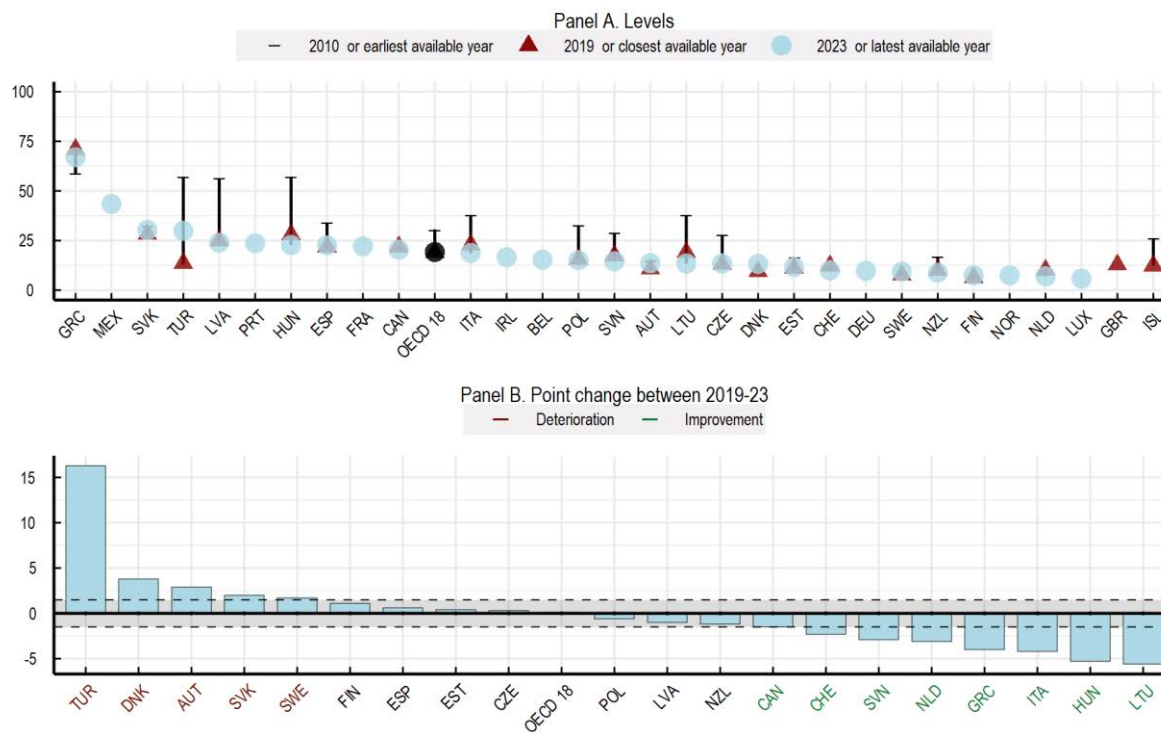 Panel A. Levels
2010 or earliest available year 2019 or closest available year 2023 or latest available year
100
75
50
25
0
GRC MEX SVK TUR LVA PRT HUN ESP FRA CAN OECD 18 ITA IRL BEL POL SVN AUT LTU CZE DNK EST CHE DEU SWE NZL FIN NOR NLD LUX GBR ISL
Panel B. Point change between 2019-23
Deterioration Improvement
15
10
5
0
-5
TUR DNK AUT SVK SWE FIN ESP EST CZE OECD 18 POL LVA NZL CAN CHE SVN NLD GRC ITA HUN LTU